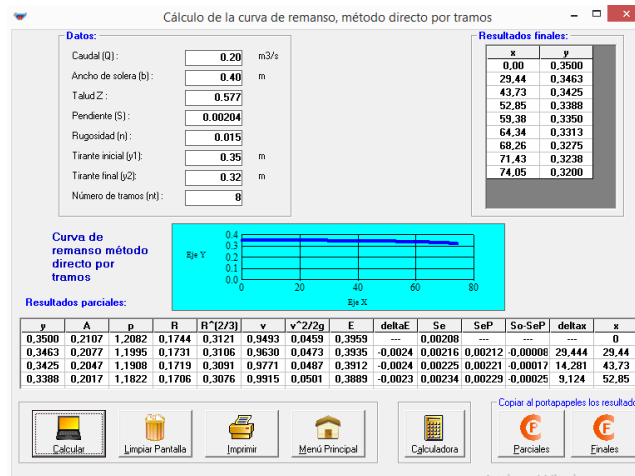 Cálculo de la curva de remanso, método directo por tramos
Datos:
Caudal (Q) : 0.20 m3/s
Ancho de solera (b) : 0.40 m
Talud Z : 0.577
Pendiente (S) : 0.00204
Rugosidad (n) : 0.015
Tirante inicial (y1): 0.35 m
Tirante final (y2): 0.32 m
Número de tramos (nt): 8
Resultados finales:
x y
0,00 0,3500
29,44 0,3463
43,73 0,3425
52,85 0,3388
59,38 0,3350
64,34 0,3313
68,26 0,3275
71,43 0,3238
74,05 0,3200
Curva de
remanso método
directo por
tramos
Eje Y
0.4
0.3
0.2
0.1
0.0
0 20 40 60 80
Eje X
Resultados parciales:
y A p R R^(2/3) v v^2/2g E deltaE Se SeP So-SeP deltax x
0,3500 0,2107 1,2082 0,1744 0,3121 0,9493 0,0459 0,3959 --- 0,00208 --- --- --- 0
0,3463 0,2077 1,1995 0,1731 0,3106 0,9630 0,0473 0,3935 -0,0024 0,00216 0,00212 -0,00008 29,444 29,44
0,3425 0,2047 1,1908 0,1719 0,3091 0,9771 0,0487 0,3912 -0,0024 0,00225 0,00221 -0,00017 14,281 43,73
0,3388 0,2017 1,1822 0,1706 0,3076 0,9915 0,0501 0,3889 -0,0023 0,00234 0,00229 -0,00025 9,124 52,85
Copiar al portapapeles los resultado
Calcular
Limpiar Pantalla
Imprimir
Menú Principal
Calculadora
Parciales
Finales